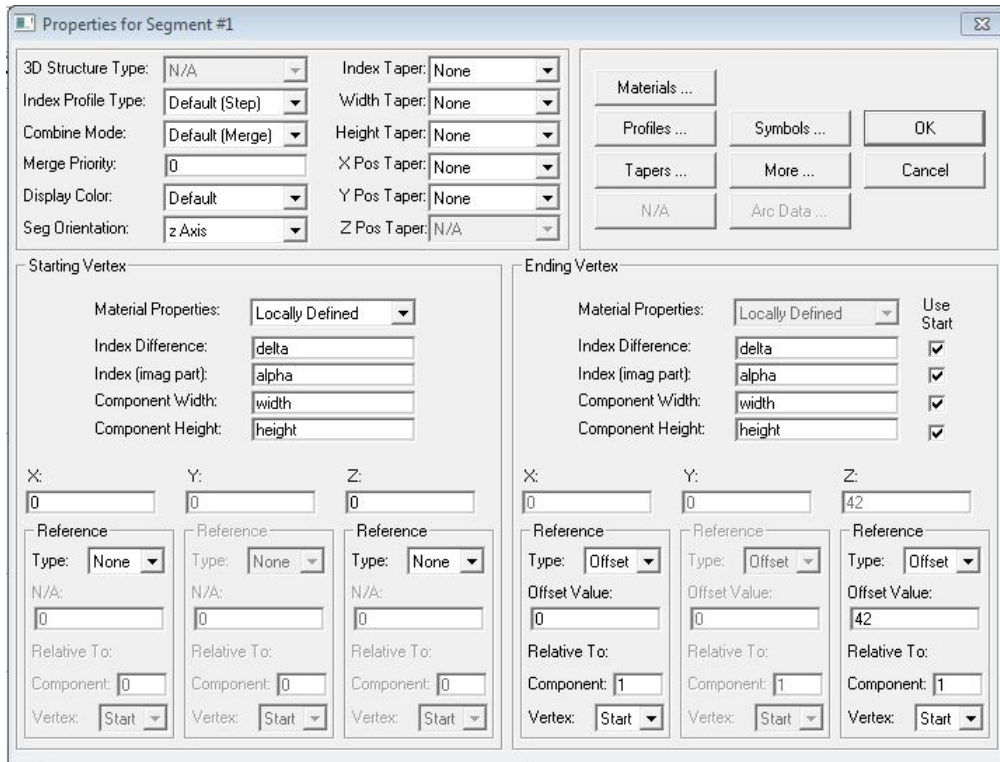 Properties for Segment #1
3D Structure Type: N/A Index Taper: None
Index Profile Type: Default (Step) Width Taper: None
Combine Mode: Default (Merge) Height Taper: None
Merge Priority: 0 X Pos Taper: None
Display Color: Default Y Pos Taper: None
Seg Orientation: z Axis Z Pos Taper: N/A
Materials ...
Profiles ... Symbols ... OK
Tapers ... More ... Cancel
N/A Arc Data ...
Starting Vertex
Material Properties: Locally Defined
Index Difference: delta
Index (imag part): alpha
Component Width: width
Component Height: height
X: Y: Z:
0 0 0
Reference Reference Reference
Type: None Type: None Type: None
N/A: N/A: N/A:
0 0 0
Relative To: Relative To: Relative To:
Component: 0 Component: 0 Component: 0
Vertex: Start Vertex: Start Vertex: Start
Ending Vertex
Material Properties: Locally Defined Use Start
Index Difference: delta
Index (imag part): alpha
Component Width: width
Component Height: height
X: Y: Z:
0 0 42
Reference Reference Reference
Type: Offset Type: Offset Type: Offset
Offset Value: Offset Value: Offset Value:
0 0 42
Relative To: Relative To: Relative To:
Component: 1 Component: 1 Component: 1
Vertex: Start Vertex: Start Vertex: Start